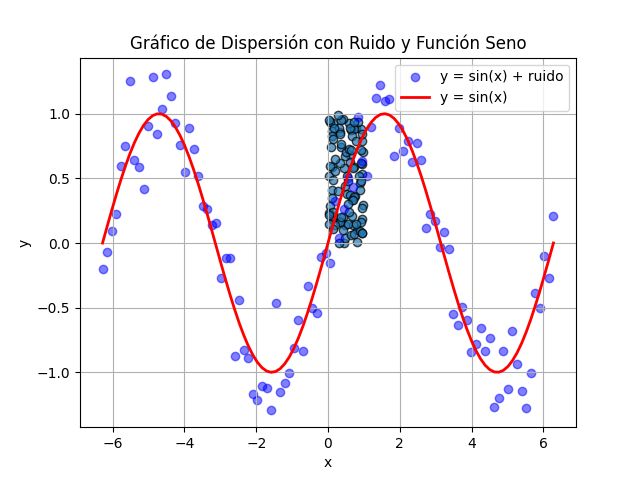 Gráfico de Dispersión con Ruido y Función Seno
y = sin(x) + ruido
y = sin(x)
1.0
0.5
0.0
−0.5
−1.0
y
−6
−4
−2
0
2
4
6
x